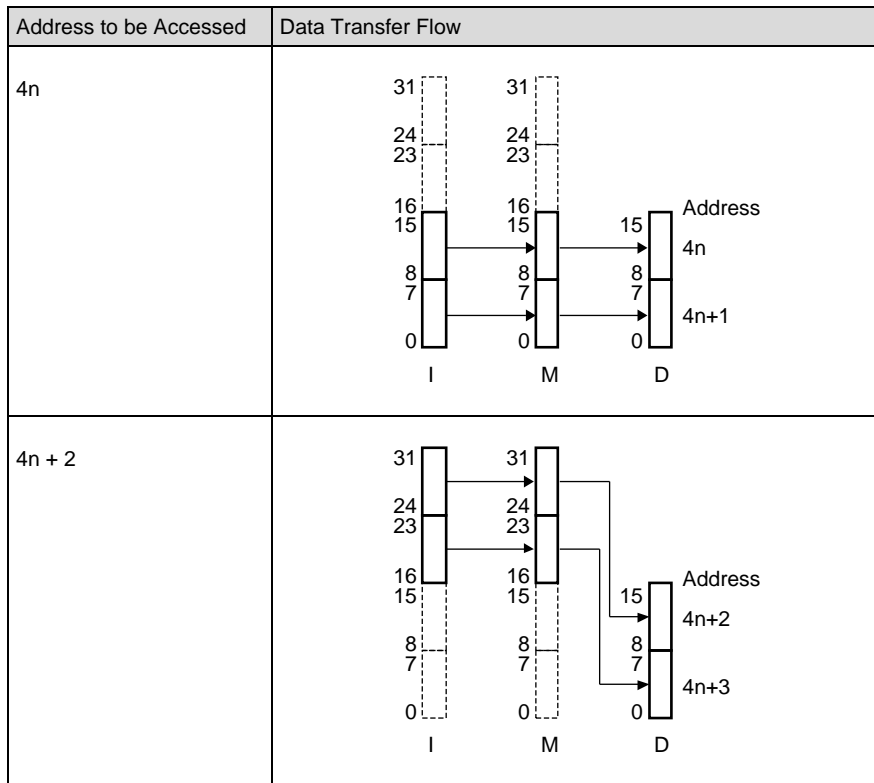 Address to be Accessed Data Transfer Flow
4n
31 31
24 24
23 23
16 16 Address
15 15 15
4n
8 8 8
7 7 7
4n+1
0 0 0
I M D
4n + 2
31 31
24 24
23 23
16 16 Address
15 15 15
4n+2
8 8 8
7 7 7
4n+3
0 0 0
I M D